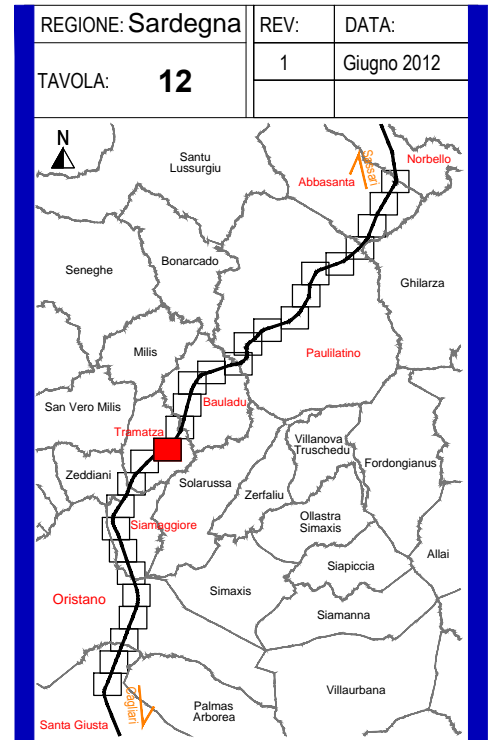 REGIONE: Sardegna
REV:
DATA:
TAVOLA: 12
1
Giugno 2012
N
Santu
Lussurgiu
Sassari
Norbello
Abbasanta
Bonarcado
Seneghe
Ghilarza
Milis
Paulilatino
San Vero Milis
Bauladu
Tramatza
Villanova
Truschedu
Fordongianus
Zeddiani
Solarussa
Zerfaliu
Ollastra
Simaxis
Siamaggiore
Allai
Siapiccia
Simaxis
Oristano
Siamanna
Villaurbana
Cagliari
Palmas
Arborea
Santa Giusta